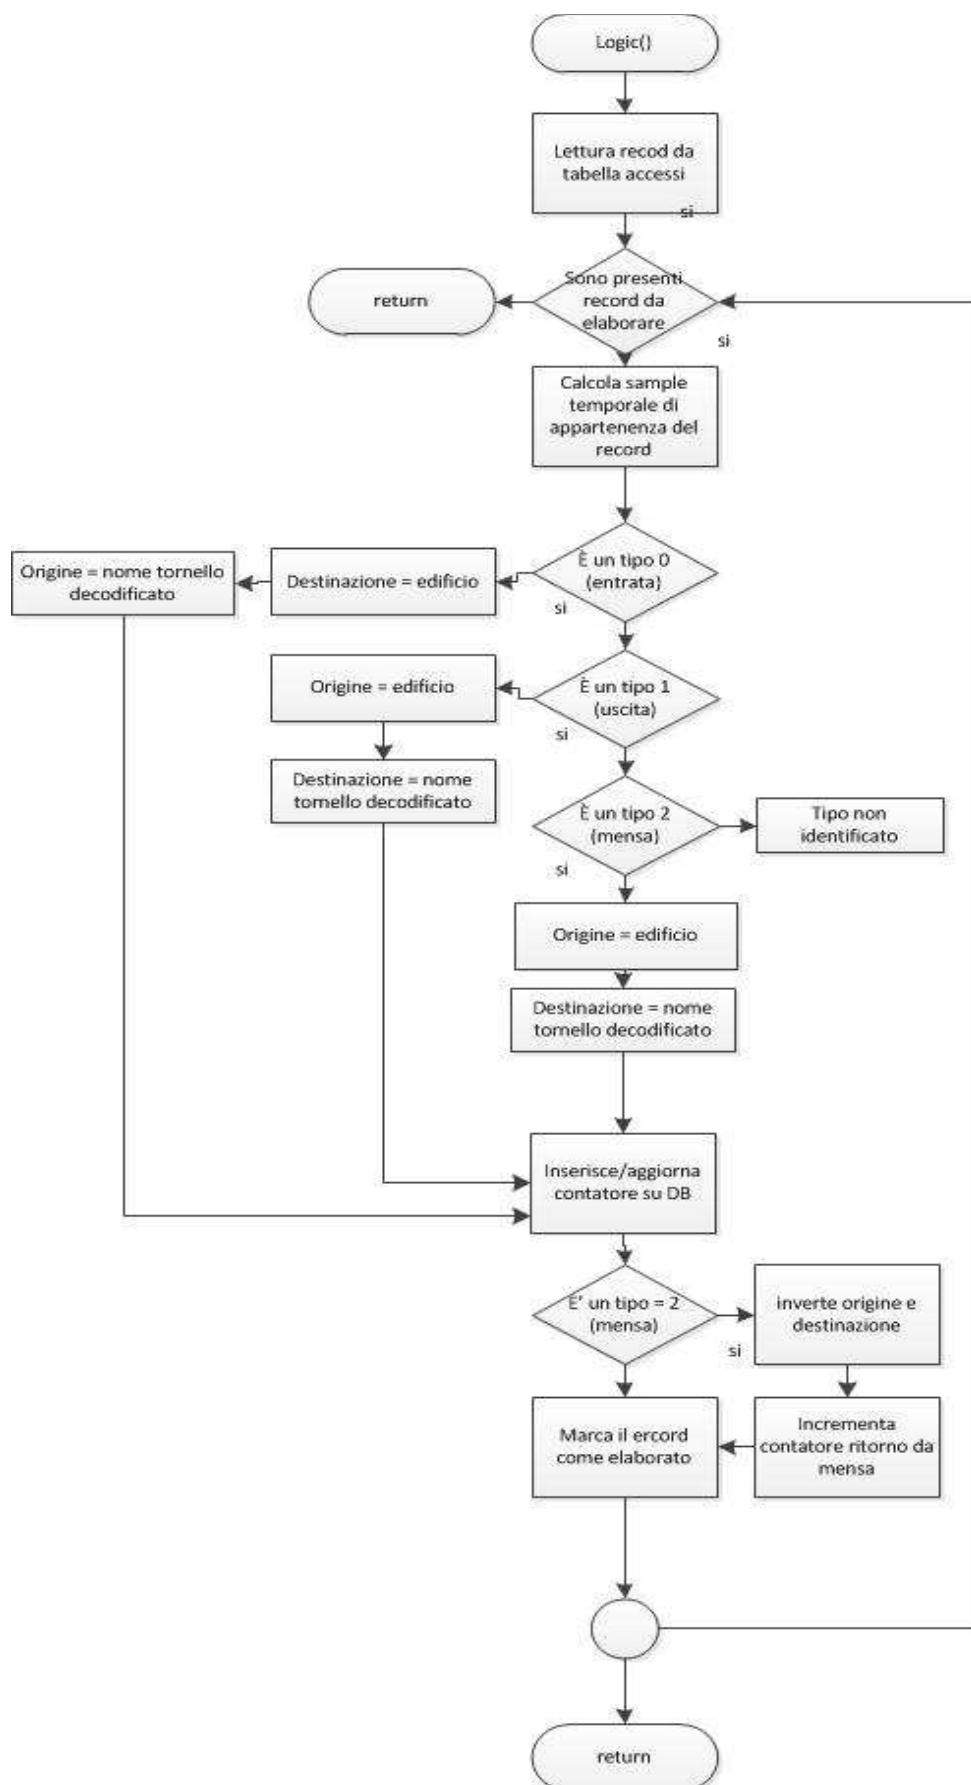 Logic()
Lettura recod da
tabella accessi
si
Sono presenti
record da
elaborare
return
si
Calcola sample
temporale di
appartenenza del
record
È un tipo 0
(entrata)
si
Destinazione = edificio
Origine = nome tornello
decodificato
È un tipo 1
(uscita)
si
Origine = edificio
Destinazione = nome
tornello decodificato
È un tipo 2
(mensa)
si
Tipo non
identificato
Origine = edificio
Destinazione = nome
tornello decodificato
Inserisce/aggiorna
contatore su DB
E' un tipo = 2
(mensa)
si
inverte origine e
destinazione
Incrementa
contatore ritorno da
mensa
Marca il ercord
come elaborato
return